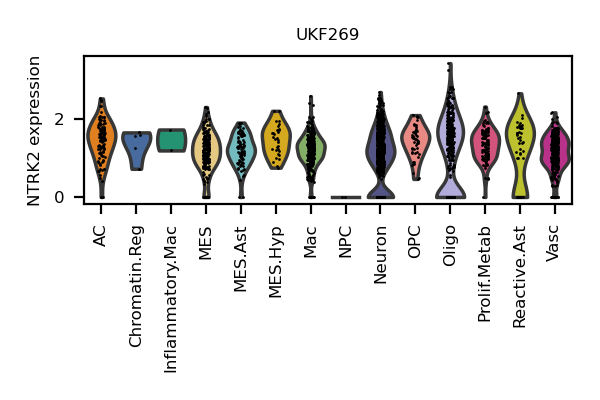 UKF269
NTRK2 expression
2
0
AC
Chromatin.Reg
Inflammatory.Mac
MES
MES.Ast
MES.Hyp
Mac
NPC
Neuron
OPC
Oligo
Prolif.Metab
Reactive.Ast
Vasc